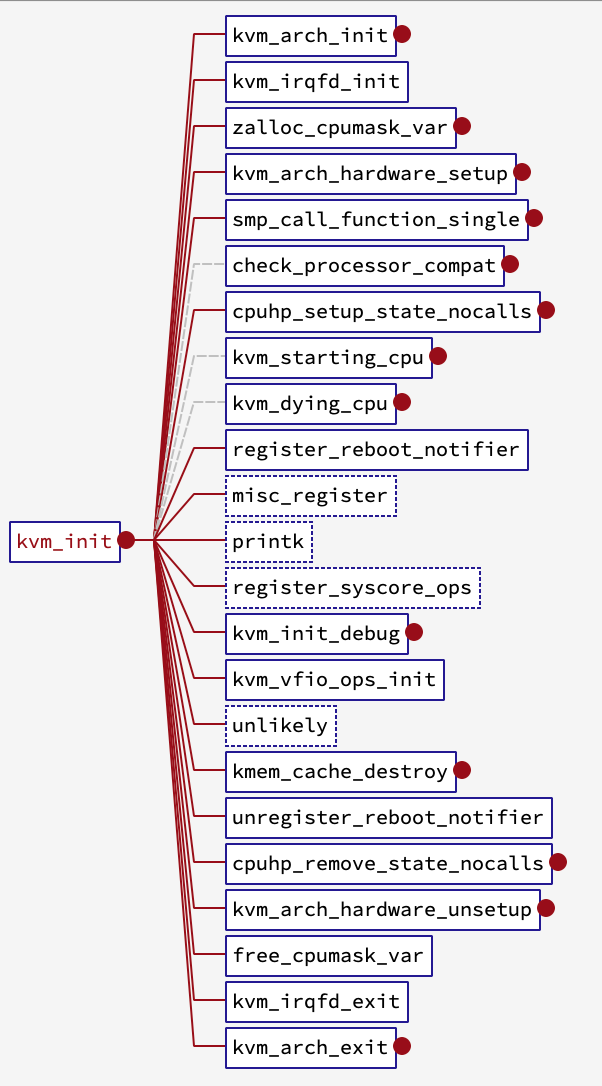 kvm_arch_init
kvm_irqfd_init
zalloc_cpumask_var
kvm_arch_hardware_setup
smp_call_function_single
check_processor_compat
cpuhp_setup_state_nocalls
kvm_starting_cpu
kvm_dying_cpu
register_reboot_notifier
misc_register
kvm_init
printk
register_syscore_ops
kvm_init_debug
kvm_vfio_ops_init
unlikely
kmem_cache_destroy
unregister_reboot_notifier
cpuhp_remove_state_nocalls
kvm_arch_hardware_unsetup
free_cpumask_var
kvm_irqfd_exit
kvm_arch_exit